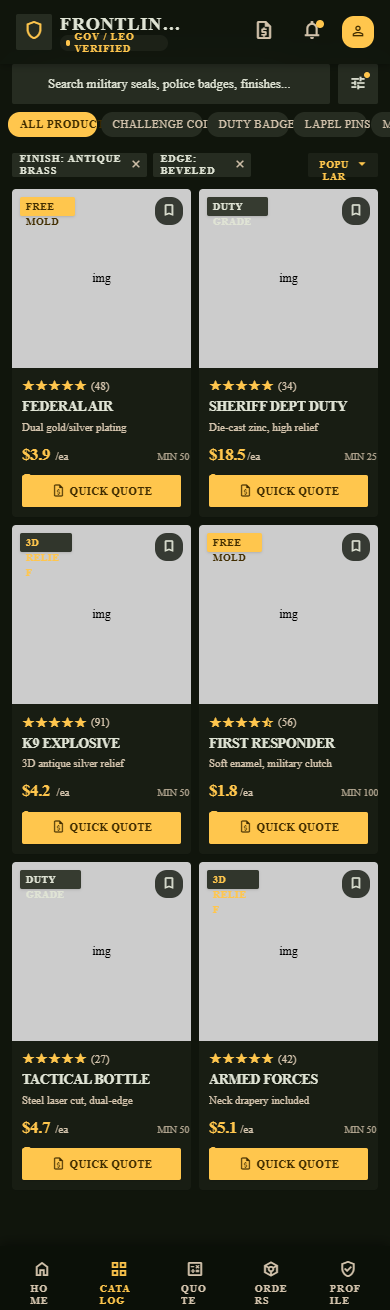 FRONTLIN...
GOV / LEO
VERIFIED
Search military seals, police badges, finishes...
ALL PRODUC
CHALLENGE COI
DUTY BADGE
LAPEL PINS
M
FINISH: ANTIQUE
BRASS
EDGE:
BEVELED
POPU
LAR
FREE
MOLD
img
DUTY
GRADE
img
(48)
FEDERAL AIR
Dual gold/silver plating
$3.9 /ea
MIN 50
QUICK QUOTE
(34)
SHERIFF DEPT DUTY
Die-cast zinc, high relief
$18.5 /ea
MIN 25
QUICK QUOTE
3D
RELIE
F
img
FREE
MOLD
img
(91)
K9 EXPLOSIVE
3D antique silver relief
$4.2 /ea
MIN 50
QUICK QUOTE
(56)
FIRST RESPONDER
Soft enamel, military clutch
$1.8 /ea
MIN 100
QUICK QUOTE
DUTY
GRADE
img
3D
RELIE
F
img
(27)
TACTICAL BOTTLE
Steel laser cut, dual-edge
$4.7 /ea
MIN 50
QUICK QUOTE
(42)
ARMED FORCES
Neck drapery included
$5.1 /ea
MIN 50
QUICK QUOTE
HO
ME
CATA
LOG
QUO
TE
ORDE
RS
PROF
ILE